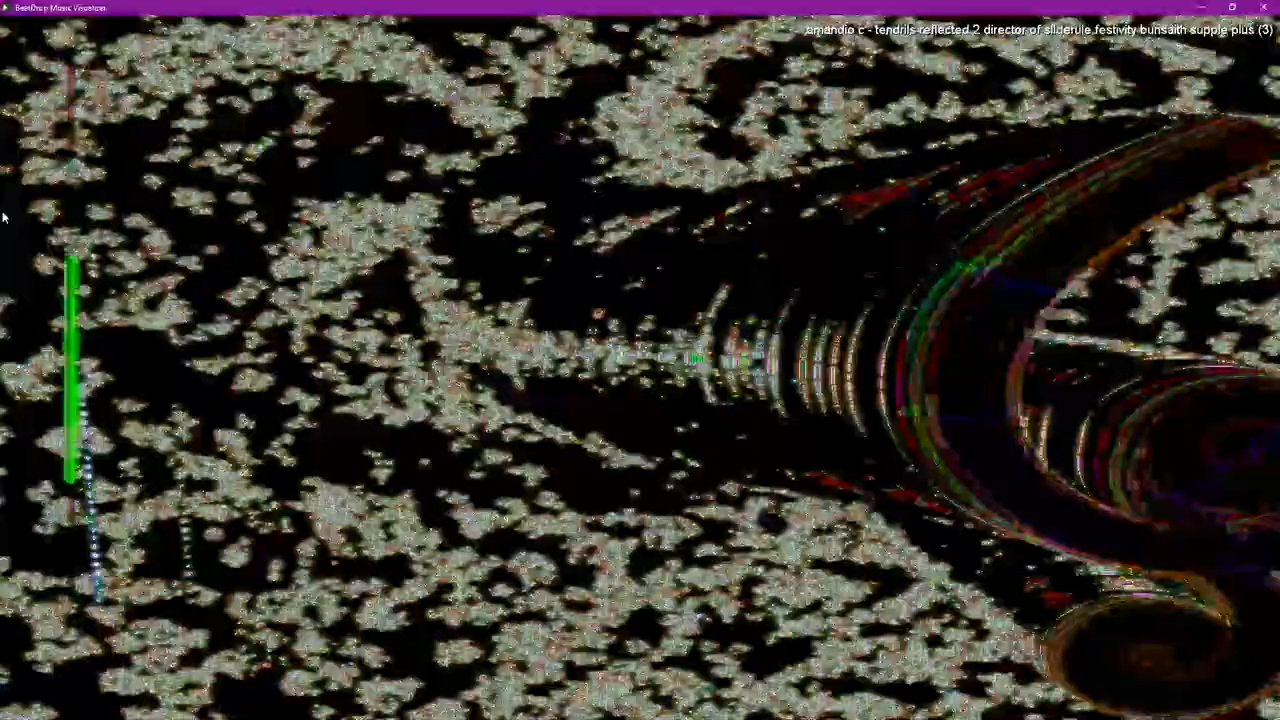 BeatDrop Music Visualizer
amandio c - tendrils reflected 2 director of sliderule festivity bunsaith supple plus (3)